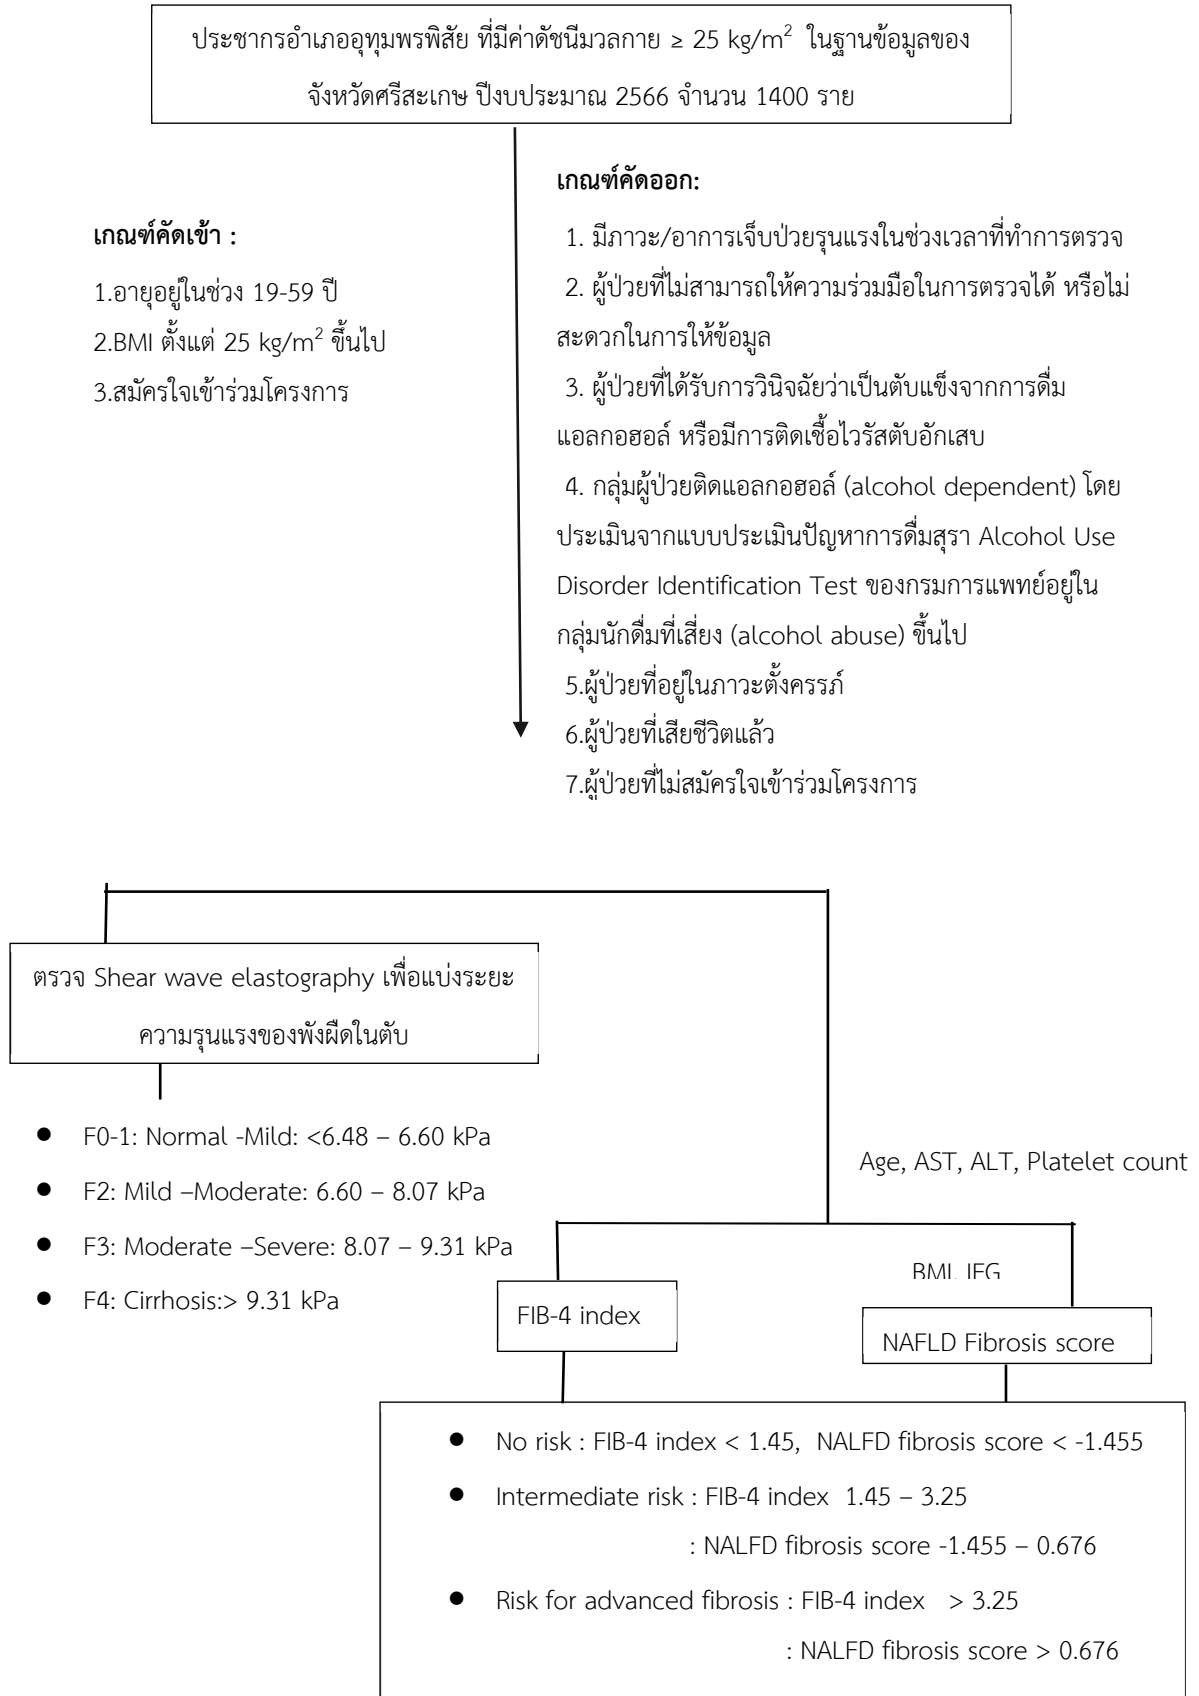 ประชากรอำเภออุทุมพรพิสัย ที่มีค่าดัชนีมวลกาย ≥ 25 kg/m² ในฐานข้อมูลของ
จังหวัดศรีสะเกษ ปีงบประมาณ 2566 จำนวน 1400 ราย
เกณฑ์คัดเข้า :
1.อายุอยู่ในช่วง 19-59 ปี
2.BMI ตั้งแต่ 25 kg/m² ขึ้นไป
3.สมัครใจเข้าร่วมโครงการ
เกณฑ์คัดออก:
1. มีภาวะ/อาการเจ็บป่วยรุนแรงในช่วงเวลาที่ทำการตรวจ
2. ผู้ป่วยที่ไม่สามารถให้ความร่วมมือในการตรวจได้ หรือไม่
สะดวกในการให้ข้อมูล
3. ผู้ป่วยที่ได้รับการวินิจฉัยว่าเป็นตับแข็งจากการดื่ม
แอลกอฮอล์ หรือมีการติดเชื้อไวรัสตับอักเสบ
4. กลุ่มผู้ป่วยติดแอลกอฮอล์ (alcohol dependent) โดย
ประเมินจากแบบประเมินปัญหาการดื่มสุรา Alcohol Use
Disorder Identification Test ของกรมการแพทย์อยู่ใน
กลุ่มนักดื่มที่เสี่ยง (alcohol abuse) ขึ้นไป
5.ผู้ป่วยที่อยู่ในภาวะตั้งครรภ์
6.ผู้ป่วยที่เสียชีวิตแล้ว
7.ผู้ป่วยที่ไม่สมัครใจเข้าร่วมโครงการ
ตรวจ Shear wave elastography เพื่อแบ่งระยะ
ความรุนแรงของพังผืดในตับ
● F0-1: Normal -Mild: <6.48 – 6.60 kPa
● F2: Mild –Moderate: 6.60 – 8.07 kPa
● F3: Moderate –Severe: 8.07 – 9.31 kPa
● F4: Cirrhosis:> 9.31 kPa
Age, AST, ALT, Platelet count
BMI, IFG
FIB-4 index
NAFLD Fibrosis score
● No risk : FIB-4 index < 1.45, NALFD fibrosis score < -1.455
● Intermediate risk : FIB-4 index 1.45 – 3.25
: NALFD fibrosis score -1.455 – 0.676
● Risk for advanced fibrosis : FIB-4 index > 3.25
: NALFD fibrosis score > 0.676